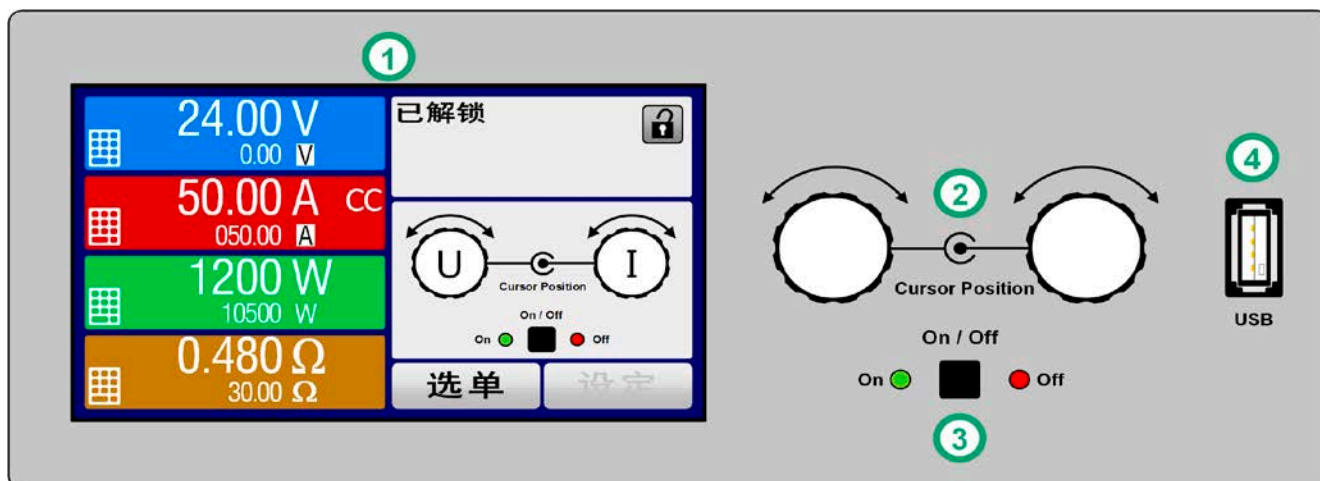 1
24.00 V
0.00 V
50.00 A CC
050.00 A
1200 W
10500 W
0.480 Ω
30.00 Ω
已解锁
U I
Cursor Position
On / Off
On Off
选单 设定
2
Cursor Position
On / Off
On Off
3
4
USB